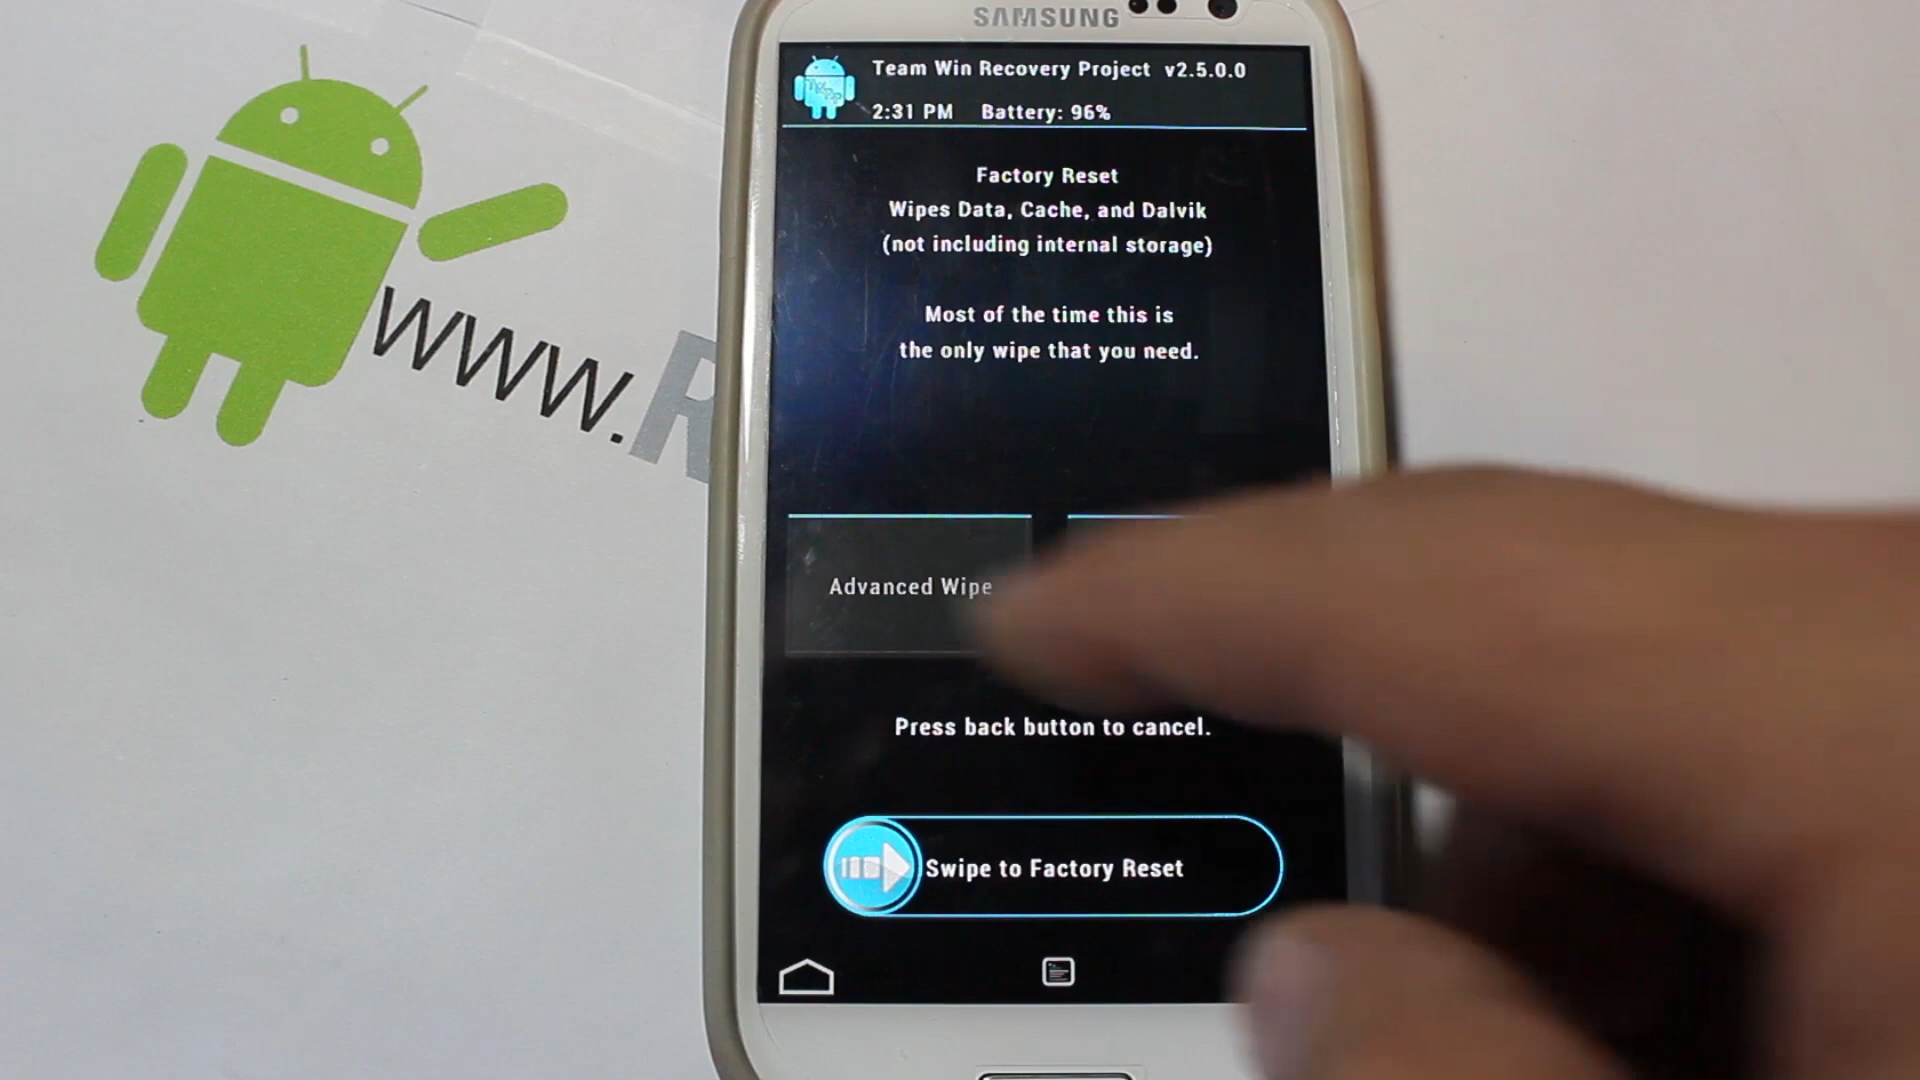 SAMSUNG
Team Win Recovery Project v2.5.0.0
2:31 PM Battery: 96%
Factory Reset
Wipes Data, Cache, and Dalvik
(not including internal storage)
Most of the time this is
the only wipe that you need.
Advanced Wipe
Press back button to cancel.
Swipe to Factory Reset
www.R